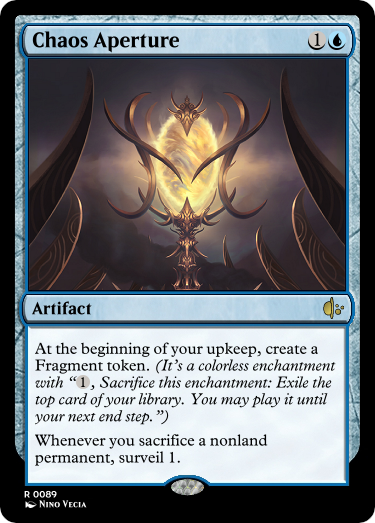 Chaos Aperture 1
Artifact
At the beginning of your upkeep, create a
Fragment token. (It's a colorless enchantment
with “1, Sacrifice this enchantment: Exile the
top card of your library. You may play it until
your next end step.”)
Whenever you sacrifice a nonland
permanent, surveil 1.
R 0089
Nino Vecia